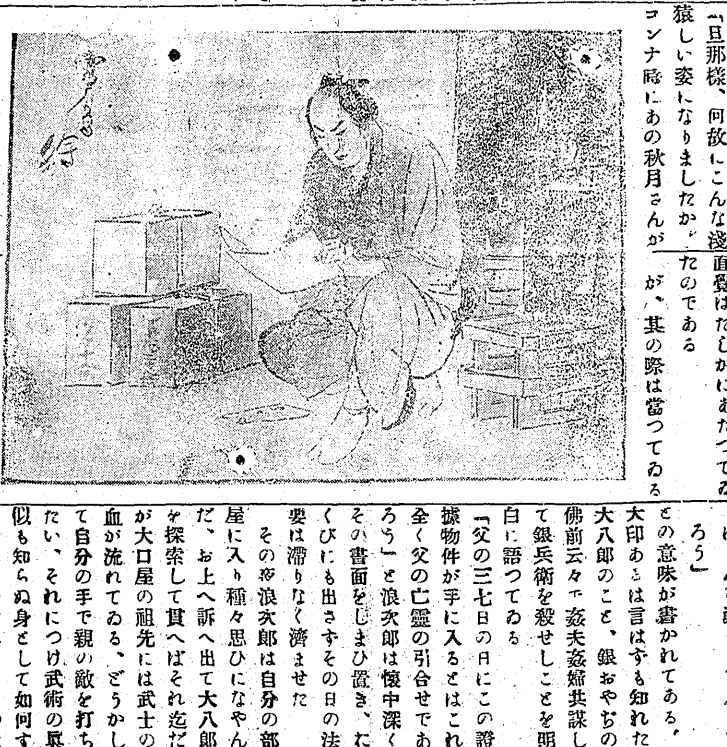 「旦那樣、何故にこんな淺
猿しい姿になりましたか。
コンナ時にあの秋月さんが
直覺はたしかにあたつてゐ
たのである
が、其の際は當つてゐる
ろう」
との意味が書かれてある、
大印あるは言はずも知れた
大八郎のこと、銀おやぢの
佛前云々で姦夫姦婦共謀し
て銀兵衛を殺せしことを明
白に語つてゐる
「父の三七日の日にこの證
據物件が手に入るとはこれ
全く父の亡靈の引合せであ
ろう」と浪次郎は懷中深く
その書面をしまひ置き、に
くびにも出さずその日の法
要は滯りなく濟ませた
その夜浪次郎は自分の部
屋に入り種々思ひになやん
だ、お上へ訴へ出て大八郎
を探索して貰へばそれ迄だ
が大口屋の祖先には武士の
血が流れてゐる、どうかし
て自分の手で親の敵を打ち
たい、それにつけ武術の眞
似も知らぬ身として如何す